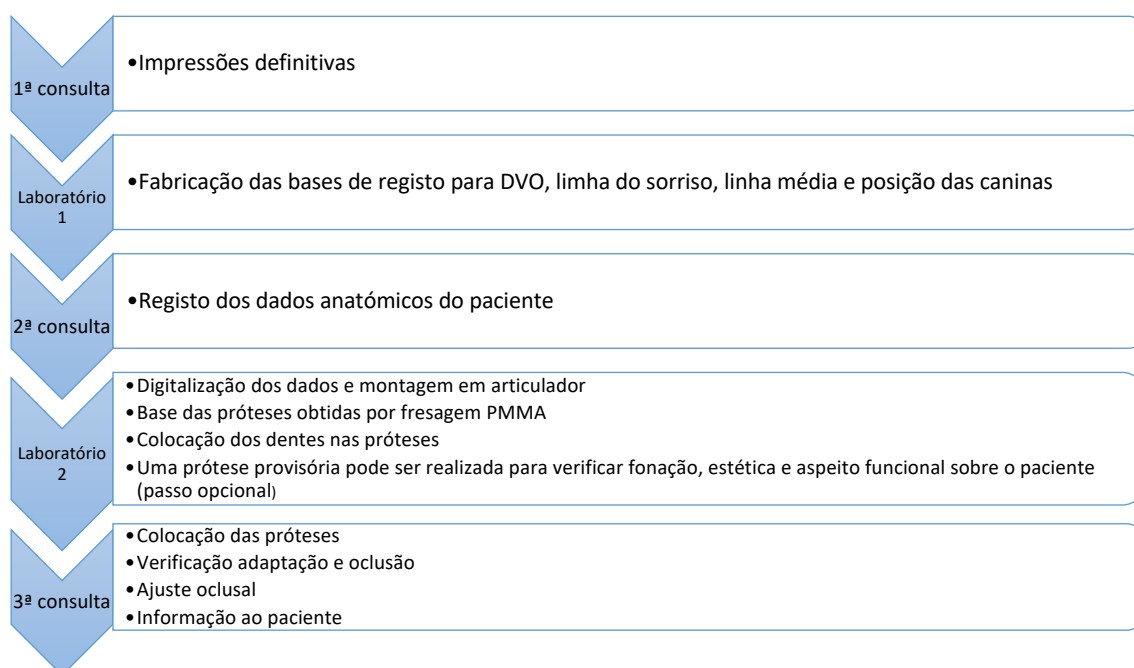 1ª consulta
•Impressões definitivas
Laboratório
1
•Fabricação das bases de registo para DVO, limha do sorriso, linha média e posição das caninas
2ª consulta
•Registo dos dados anatómicos do paciente
Laboratório
2
•Digitalização dos dados e montagem em articulador
•Base das próteses obtidas por fresagem PMMA
•Colocação dos dentes nas próteses
•Uma prótese provisória pode ser realizada para verificar fonação, estética e aspeito funcional sobre o paciente
(passo opcional)
3ª consulta
•Colocação das próteses
•Verificação adaptação e oclusão
•Ajuste oclusal
•Informação ao paciente